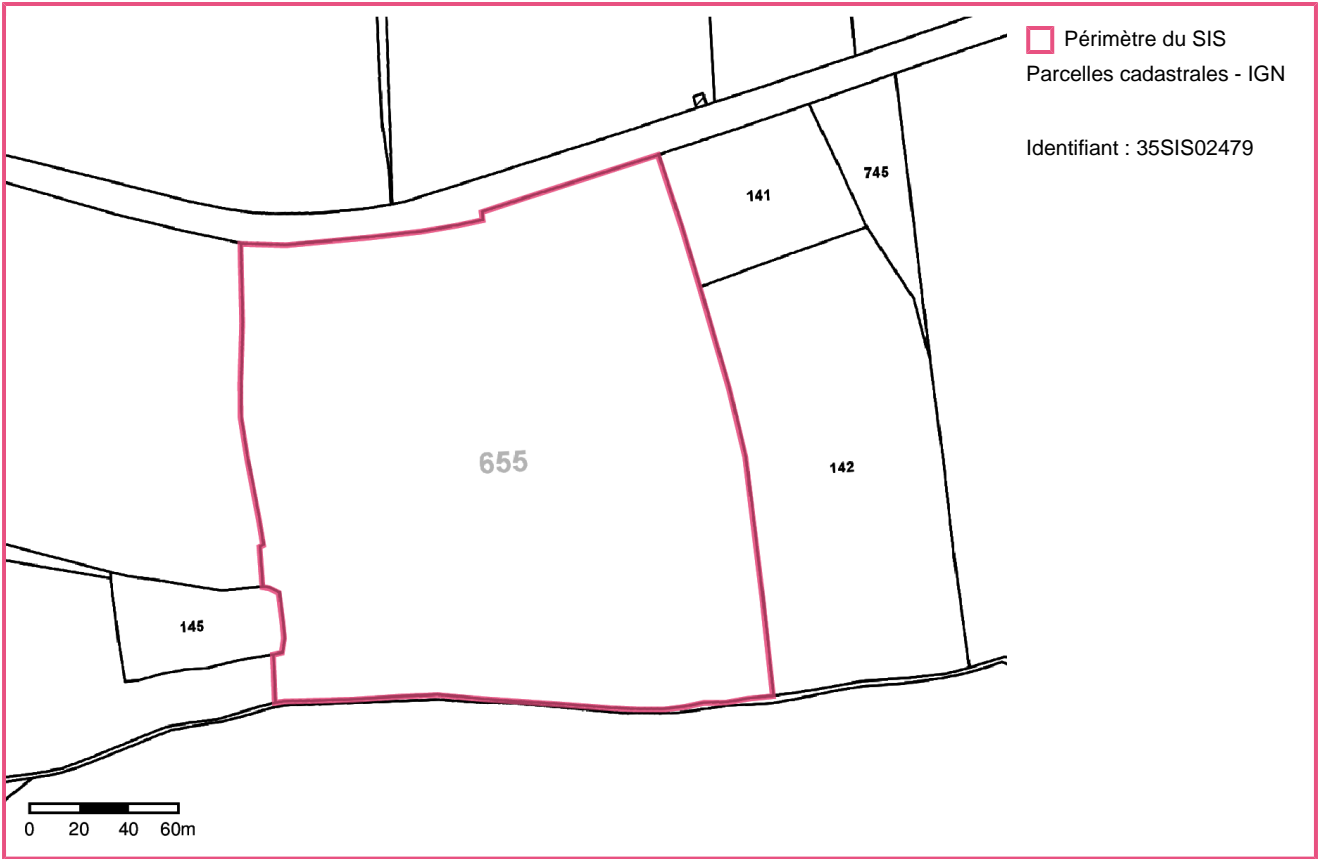 Périmètre du SIS
Parcelles cadastrales - IGN
Identifiant : 35SIS02479
745
141
655
142
145
0 20 40 60m